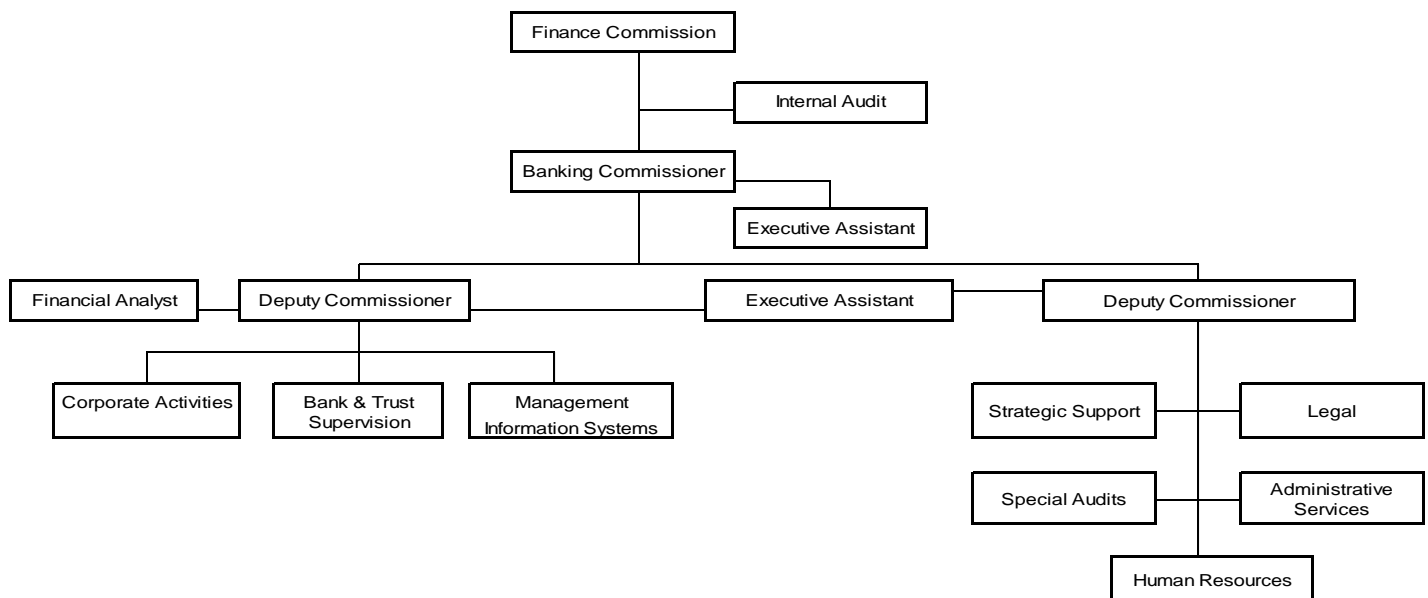 Finance Commission
Internal Audit
Banking Commissioner
Executive Assistant
Financial Analyst
Deputy Commissioner
Executive Assistant
Deputy Commissioner
Corporate Activities
Bank & Trust
Supervision
Management
Information Systems
Strategic Support
Legal
Special Audits
Administrative
Services
Human Resources